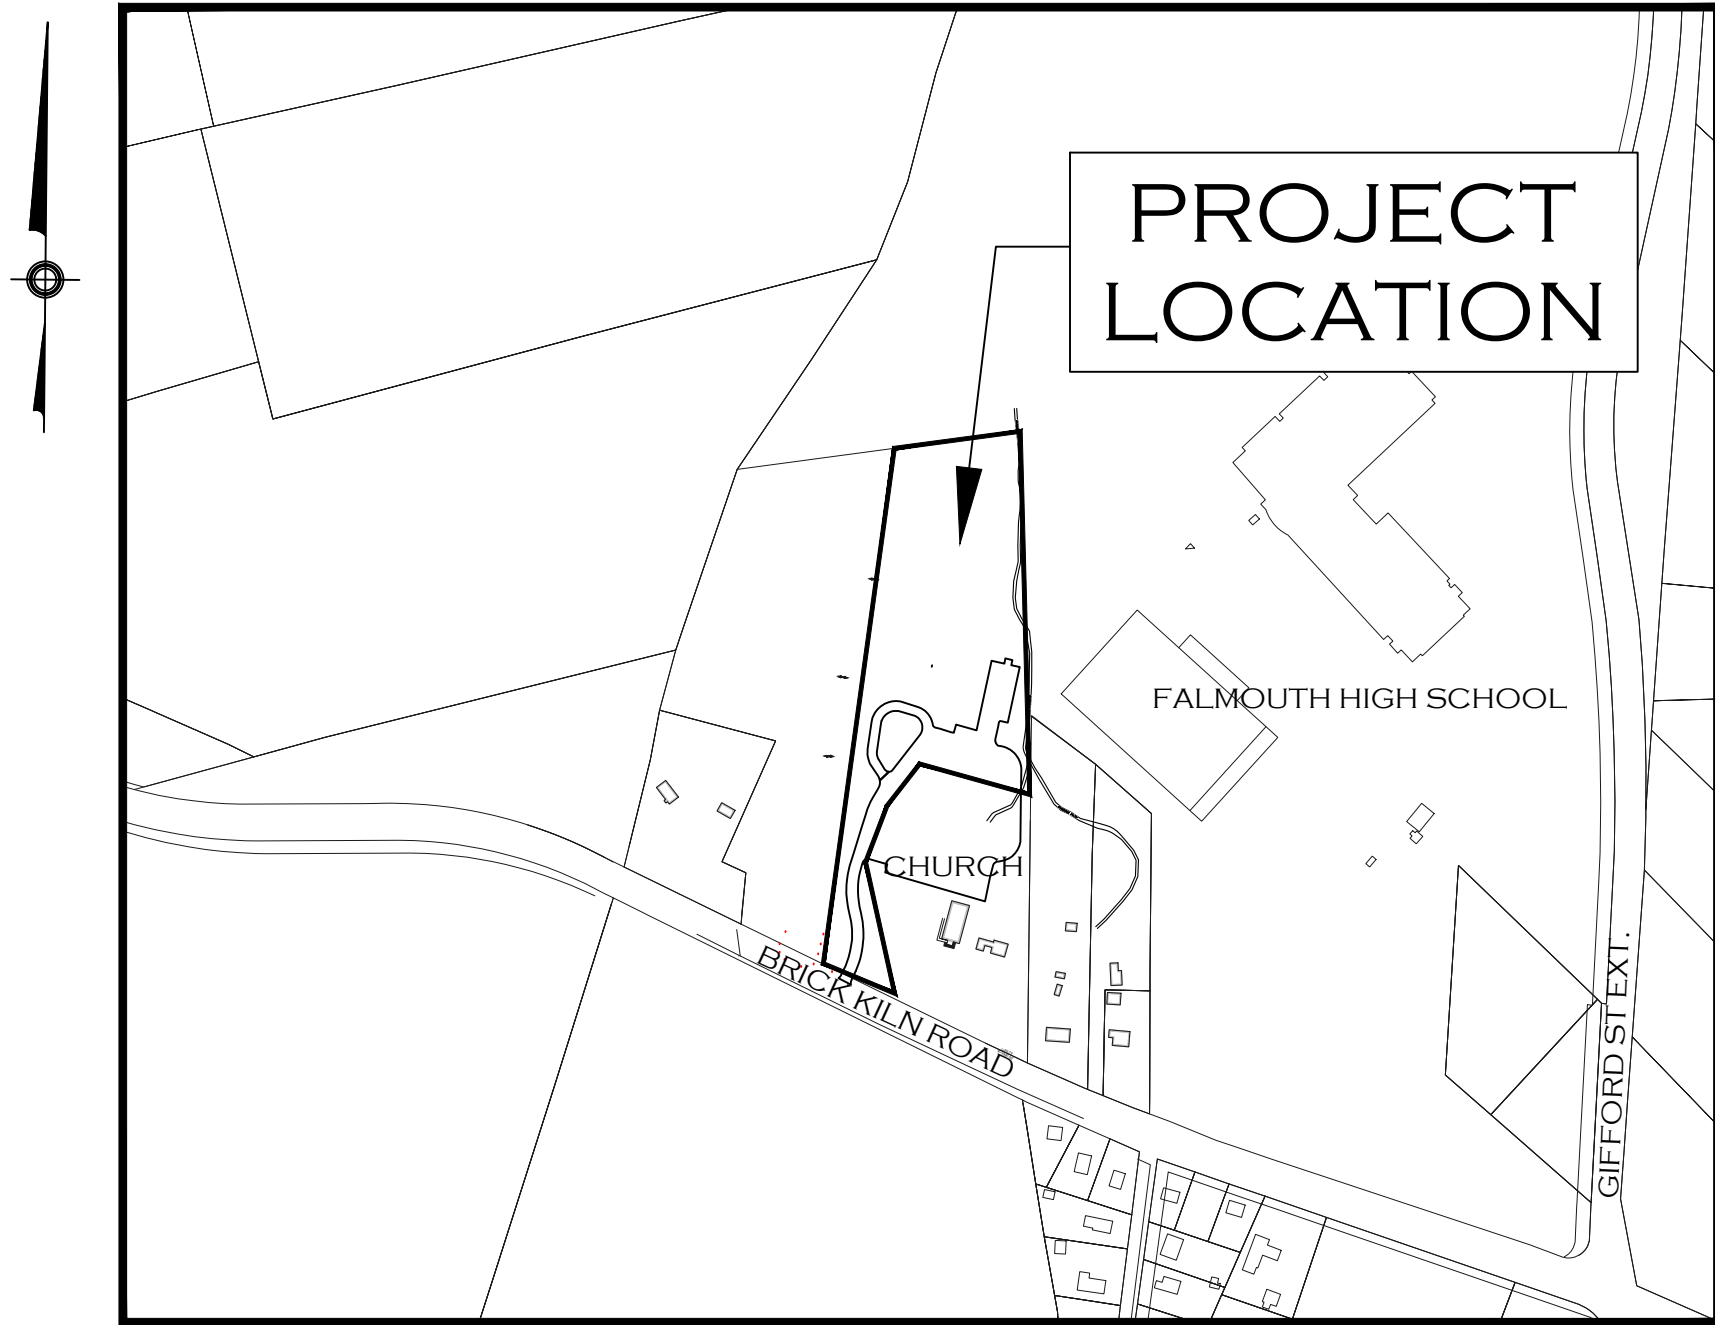 PROJECT
LOCATION
FALMOUTH HIGH SCHOOL
CHURCH
BRICK KILN ROAD
GIFFORD ST EXT.